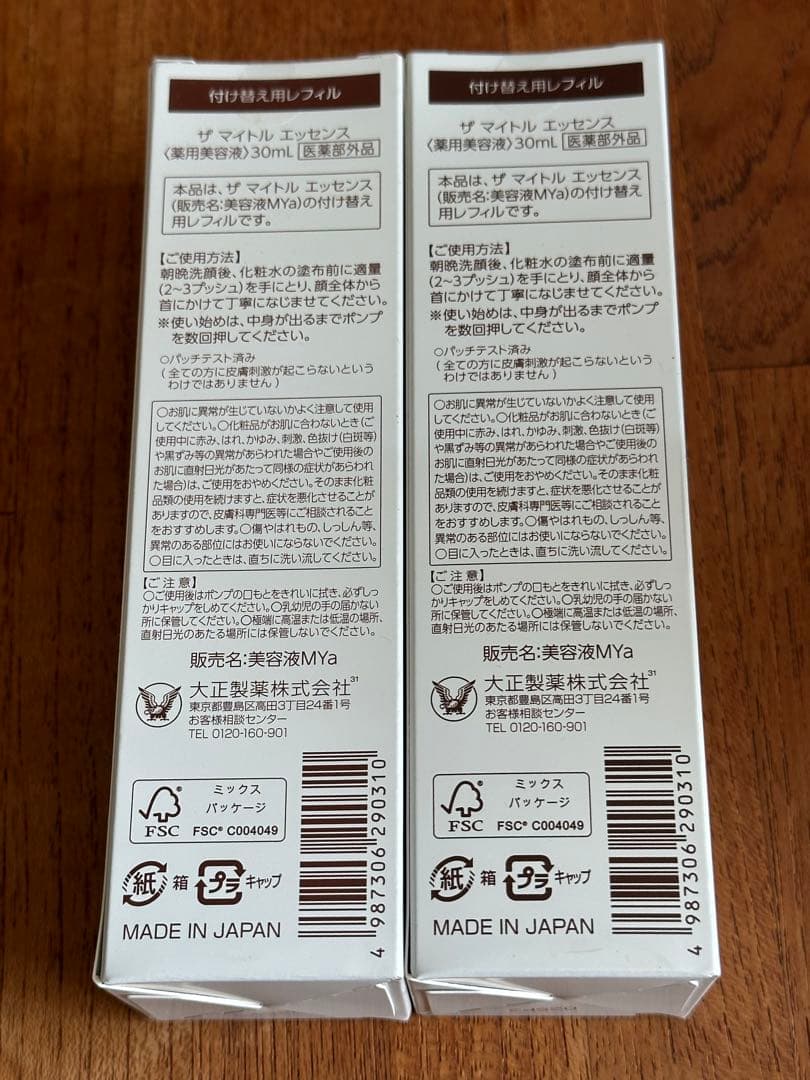 付け替え用レフィル
ザ マイトル エッセンス
〈薬用美容液〉30mL 医薬部外品
本品は、ザ マイトル エッセンス
(販売名:美容液MYa)の付け替え
用レフィルです。
【ご使用方法】
朝晩洗顔後、化粧水の塗布前に適量
(2~3プッシュ)を手にとり、顔全体から
首にかけて丁寧になじませてください。
※使い始めは、中身が出るまでポンプ
を数回押してください。
○パッチテスト済み
(全ての方に皮膚刺激が起こらないという
わけではありません)
○お肌に異常が生じていないかよく注意して使用
してください。○化粧品がお肌に合わないとき(ご
使用中に赤み、はれ、かゆみ、刺激、色抜け(白斑等)
や黒ずみ等の異常があらわれた場合やご使用後の
お肌に直射日光があたって同様の症状があらわれ
た場合)は、ご使用をおやめください。そのまま化粧
品類の使用を続けますと、症状を悪化させることが
ありますので、皮膚科専門医等にご相談されること
をおすすめします。○傷やはれもの、しっしん等、
異常のある部位にはお使いにならないでください。
○目に入ったときは、直ちに洗い流してください。
【ご注意】
○ご使用後はポンプの口もとをきれいに拭き、必ずしっ
かりキャップをしめてください。○乳幼児の手の届かない
所に保管してください。○極端に高温または低温の場所、
直射日光のあたる場所には保管しないでください。
販売名:美容液MYa
大正製薬株式会社31
東京都豊島区高田3丁目24番1号
お客様相談センター
TEL 0120-160-901
ミックス
パッケージ
FSC
FSC® C004049
紙 箱 プラ キャップ
MADE IN JAPAN
4 987306 290310
付け替え用レフィル
ザ マイトル エッセンス
〈薬用美容液〉30mL 医薬部外品
本品は、ザ マイトル エッセンス
(販売名:美容液MYa)の付け替え
用レフィルです。
【ご使用方法】
朝晩洗顔後、化粧水の塗布前に適量
(2~3プッシュ)を手にとり、顔全体から
首にかけて丁寧になじませてください。
※使い始めは、中身が出るまでポンプ
を数回押してください。
○パッチテスト済み
(全ての方に皮膚刺激が起こらないという
わけではありません)
○お肌に異常が生じていないかよく注意して使用
してください。○化粧品がお肌に合わないとき(ご
使用中に赤み、はれ、かゆみ、刺激、色抜け(白斑等)
や黒ずみ等の異常があらわれた場合やご使用後の
お肌に直射日光があたって同様の症状があらわれ
た場合)は、ご使用をおやめください。そのまま化粧
品類の使用を続けますと、症状を悪化させることが
ありますので、皮膚科専門医等にご相談されること
をおすすめします。○傷やはれもの、しっしん等、
異常のある部位にはお使いにならないでください。
○目に入ったときは、直ちに洗い流してください。
【ご注意】
○ご使用後はポンプの口もとをきれいに拭き、必ずしっ
かりキャップをしめてください。○乳幼児の手の届かない
所に保管してください。○極端に高温または低温の場所、
直射日光のあたる場所には保管しないでください。
販売名:美容液MYa
大正製薬株式会社31
東京都豊島区高田3丁目24番1号
お客様相談センター
TEL 0120-160-901
ミックス
パッケージ
FSC
FSC® C004049
紙 箱 プラ キャップ
MADE IN JAPAN
4 987306 290310